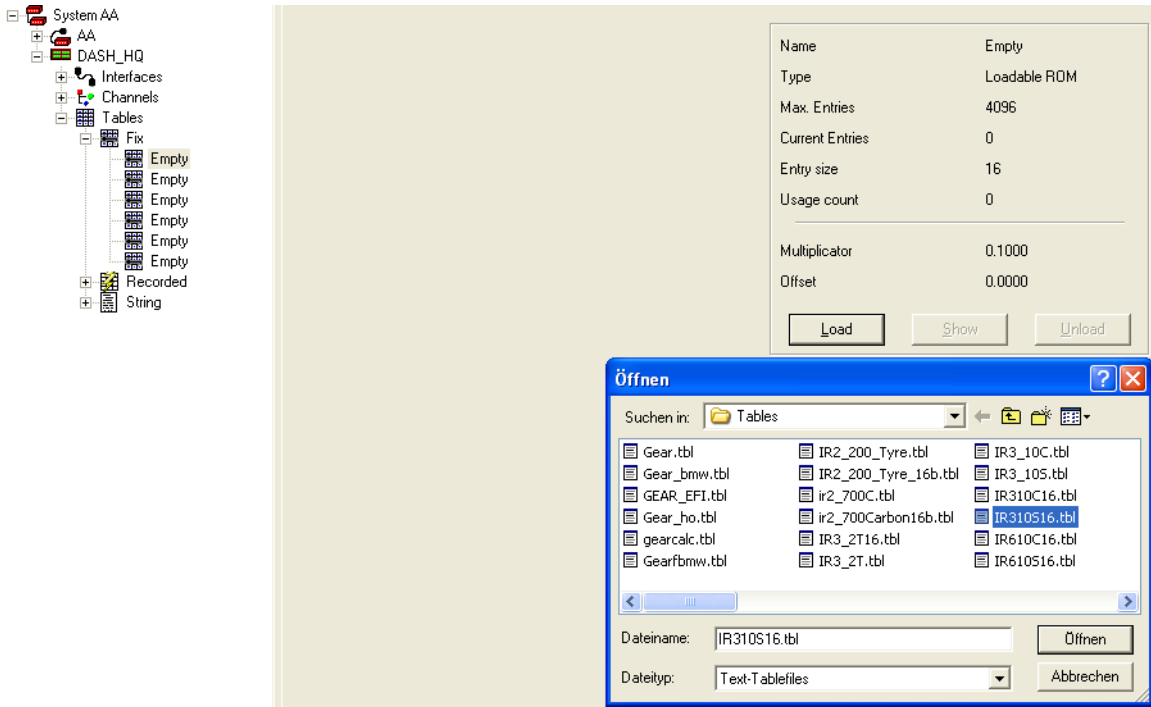 System AA
AA
DASH_HQ
Interfaces
Channels
Tables
Fix
Empty
Empty
Empty
Empty
Empty
Empty
Recorded
String
Name Empty
Type Loadable ROM
Max. Entries 4096
Current Entries 0
Entry size 16
Usage count 0
Multiplicator 0.1000
Offset 0.0000
Load Show Unload
Öffnen
Suchen in: Tables
Gear.tbl IR2_200_Tyre.tbl IR3_10C.tbl
Gear_bmw.tbl IR2_200_Tyre_16b.tbl IR3_10S.tbl
GEAR_EFI.tbl ir2_700C.tbl IR310C16.tbl
Gear_ho.tbl ir2_700Carbon16b.tbl IR310S16.tbl
gearcalc.tbl IR3_2T16.tbl IR610C16.tbl
Gearfbmw.tbl IR3_2T.tbl IR610S16.tbl
Dateiname: IR310S16.tbl Öffnen
Dateityp: Text-Tablefiles Abbrechen